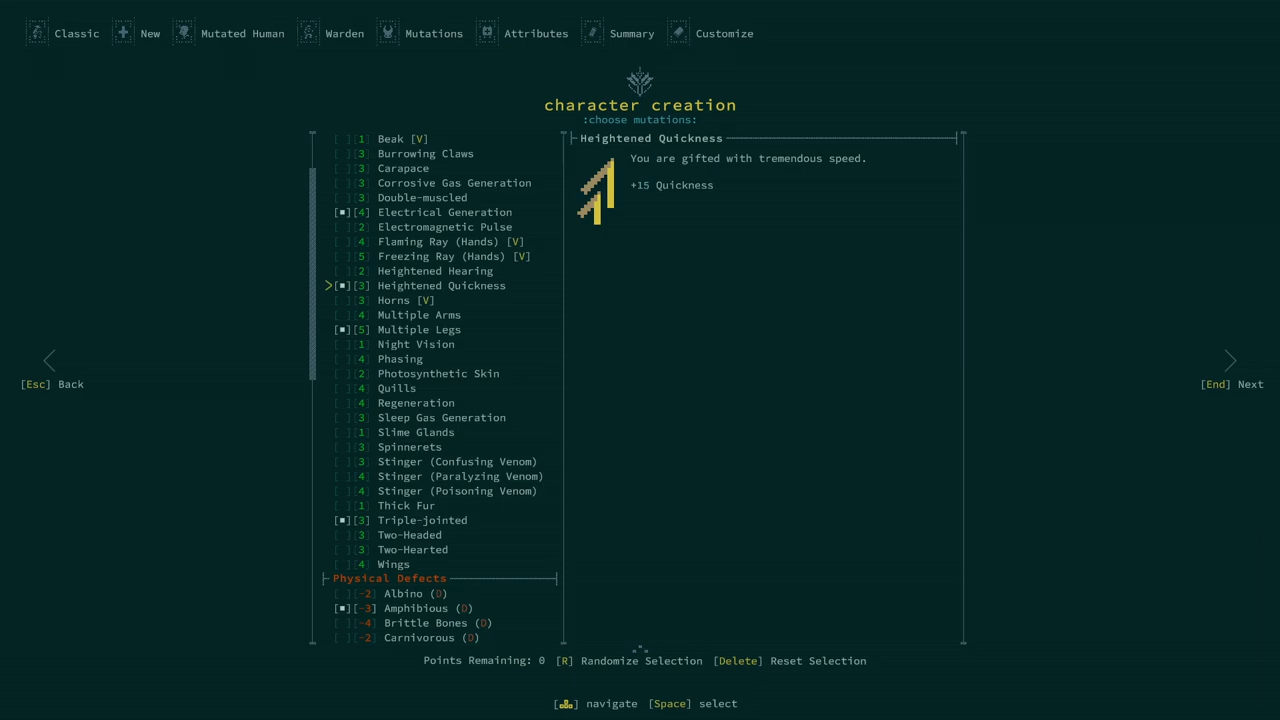 Classic New Mutated Human Warden Mutations Attributes Summary Customize
character creation
:choose mutations:
[ ][1] Beak [V]
[ ][3] Burrowing Claws
[ ][3] Carapace
[ ][3] Corrosive Gas Generation
[ ][3] Double-muscled
[■][4] Electrical Generation
[ ][2] Electromagnetic Pulse
[ ][4] Flaming Ray (Hands) [V]
[ ][5] Freezing Ray (Hands) [V]
[ ][2] Heightened Hearing
>[■][3] Heightened Quickness
[ ][3] Horns [V]
[ ][4] Multiple Arms
[■][5] Multiple Legs
[ ][1] Night Vision
[ ][4] Phasing
[ ][2] Photosynthetic Skin
[ ][4] Quills
[ ][4] Regeneration
[ ][3] Sleep Gas Generation
[ ][1] Slime Glands
[ ][3] Spinnerets
[ ][3] Stinger (Confusing Venom)
[ ][4] Stinger (Paralyzing Venom)
[ ][4] Stinger (Poisoning Venom)
[ ][1] Thick Fur
[■][3] Triple-jointed
[ ][3] Two-Headed
[ ][3] Two-Hearted
[ ][4] Wings
Physical Defects
[ ][-2] Albino (D)
[■][-3] Amphibious (D)
[ ][-4] Brittle Bones (D)
[ ][-2] Carnivorous (D)
Heightened Quickness
You are gifted with tremendous speed.
+15 Quickness
[Esc] Back
[End] Next
Points Remaining: 0 [R] Randomize Selection [Delete] Reset Selection
[] navigate [Space] select